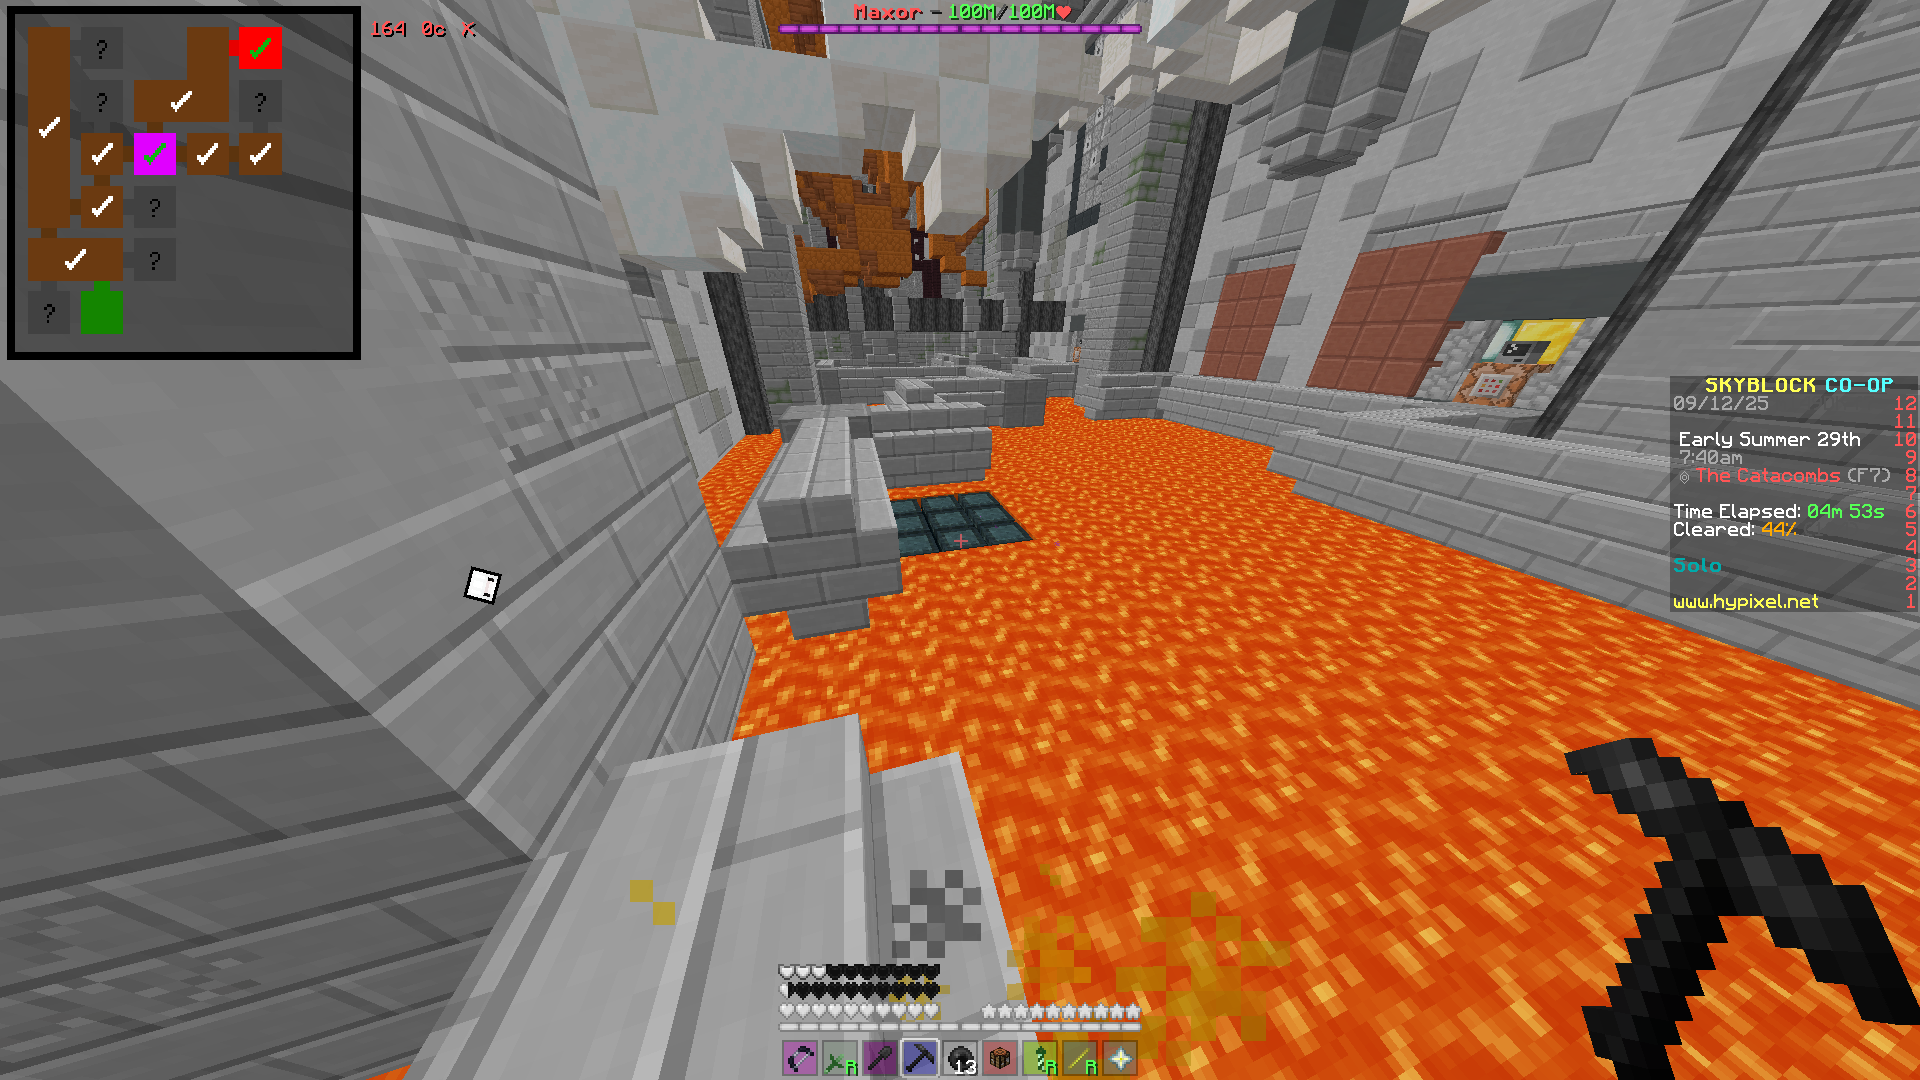 164 0c K
Maxor - 100M/100M❤
?
?
?
?
?
?
SKYBLOCK CO-OP
09/12/25 12
11
Early Summer 29th 10
7:40am 9
The Catacombs (F7) 8
7
Time Elapsed: 04m 53s 6
Cleared: 44% 5
4
Solo 3
2
www.hypixel.net 1
R 13 R R